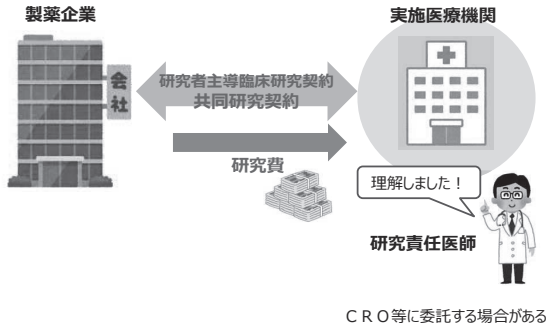 製薬企業
実施医療機関
会社
研究者主導臨床研究契約
共同研究契約
研究費
理解しました！
研究責任医師
ＣＲＯ等に委託する場合がある